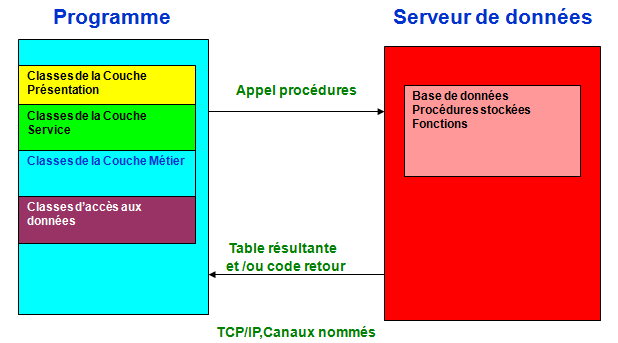 Programme
Serveur de données
Classes de la Couche
Présentation
Classes de la Couche
Service
Classes de la Couche Métier
Classes d'accès aux
données
Appel procédures
Base de données
Procédures stockées
Fonctions
Table résultante
et /ou code retour
TCP/IP,Canaux nommés